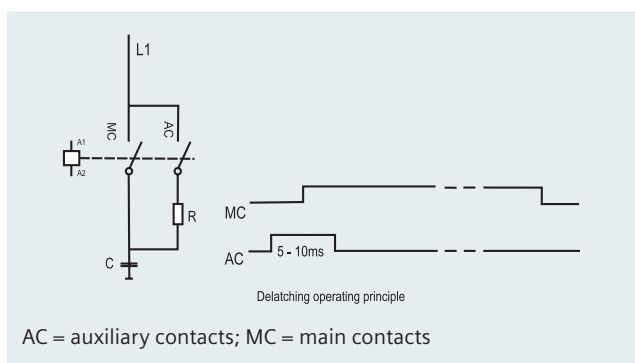 L1
MC
AC
A1
A2
R
C
MC
AC
5 - 10ms
Delatching operating principle
AC = auxiliary contacts; MC = main contacts